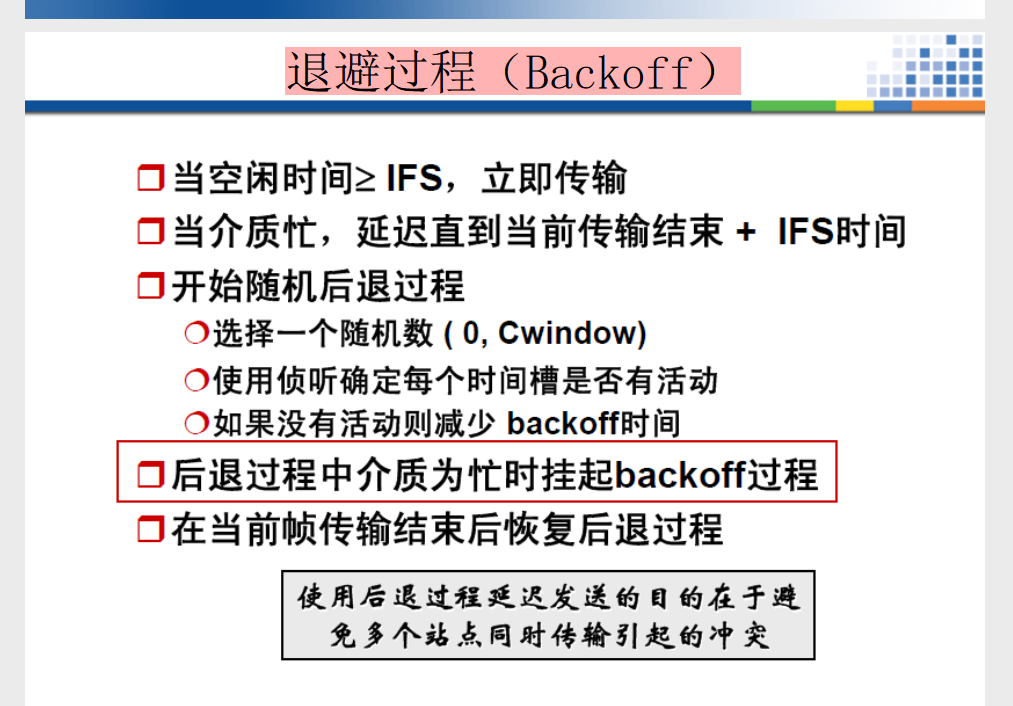 退避过程（Backoff）
当空闲时间≥ IFS，立即传输
当介质忙，延迟直到当前传输结束 + IFS时间
开始随机后退过程
选择一个随机数 ( 0, Cwindow)
使用侦听确定每个时间槽是否有活动
如果没有活动则减少 backoff时间
后退过程中介质为忙时挂起backoff过程
在当前帧传输结束后恢复后退过程
使用后退过程延迟发送的目的在于避
免多个站点同时传输引起的冲突